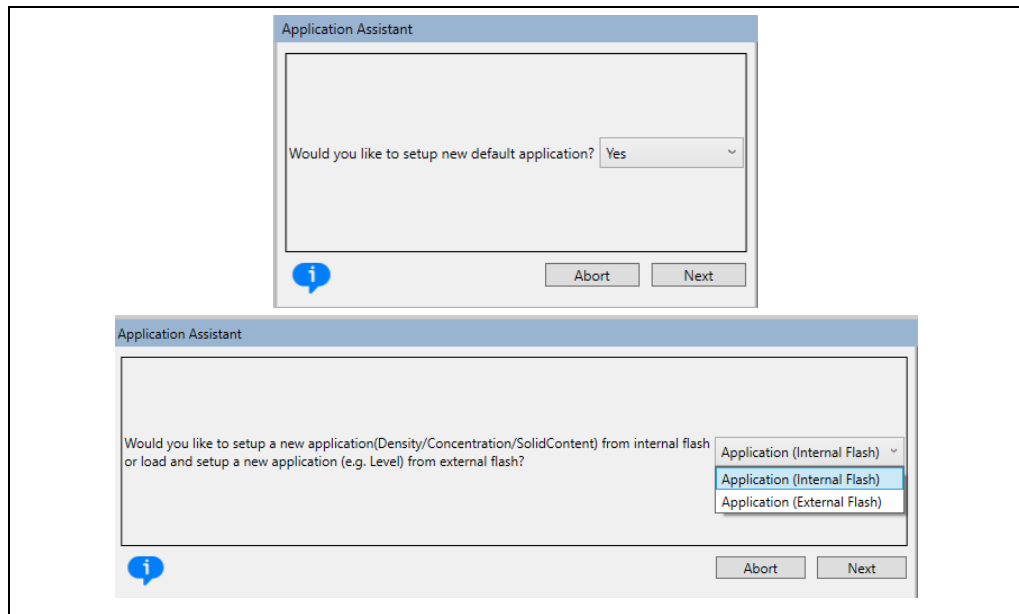 Application Assistant
Would you like to setup new default application? Yes
Abort Next
Application Assistant
Would you like to setup a new application(Density/Concentration/SolidContent) from internal flash
or load and setup a new application (e.g. Level) from external flash?
Application (Internal Flash)
Application (Internal Flash)
Application (External Flash)
Abort Next